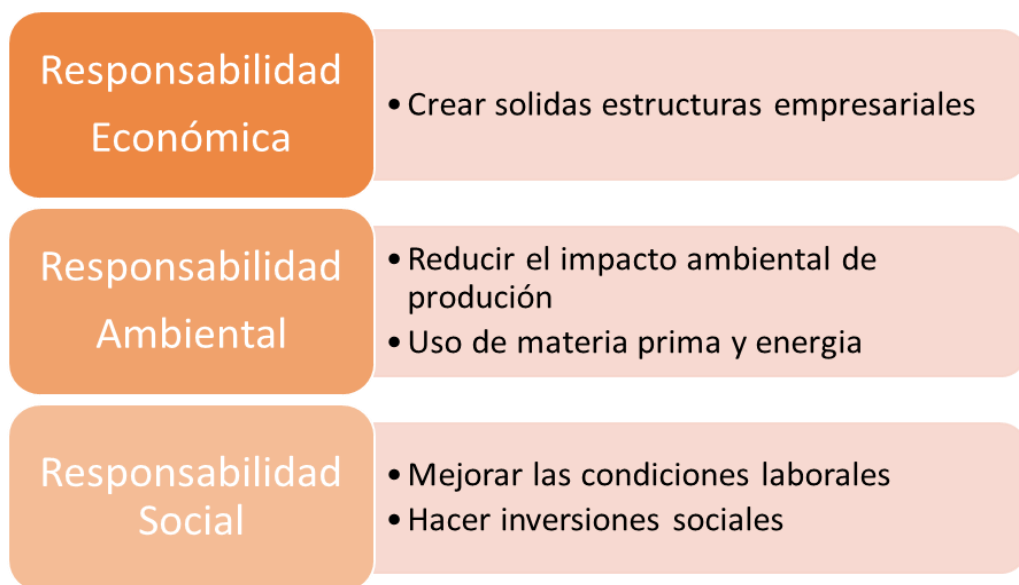 Responsabilidad
Económica
• Crear solidas estructuras empresariales
Responsabilidad
Ambiental
• Reducir el impacto ambiental de
produción
• Uso de materia prima y energia
Responsabilidad
Social
• Mejorar las condiciones laborales
• Hacer inversiones sociales